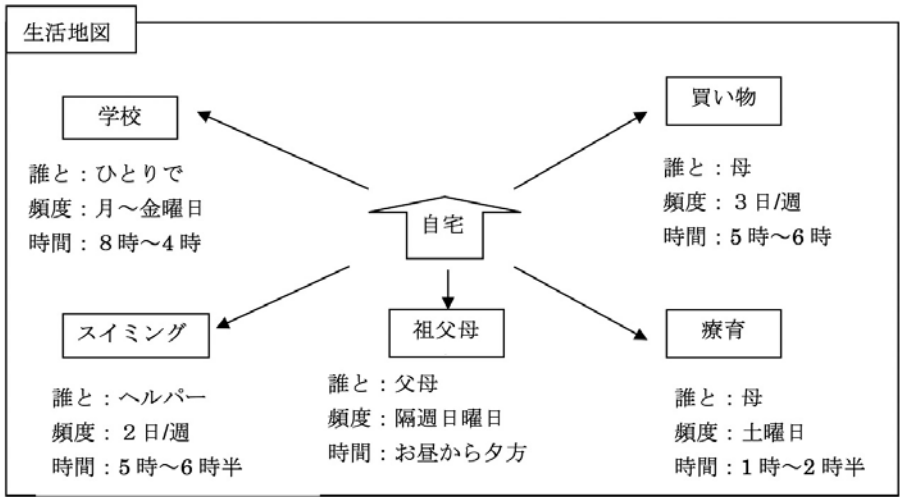 生活地図
学校
誰と：ひとりで
頻度：月～金曜日
時間：８時～４時
買い物
誰と：母
頻度：３日/週
時間：５時～６時
自宅
スイミング
誰と：ヘルパー
頻度：２日/週
時間：５時～６時半
祖父母
誰と：父母
頻度：隔週日曜日
時間：お昼から夕方
療育
誰と：母
頻度：土曜日
時間：１時～２時半